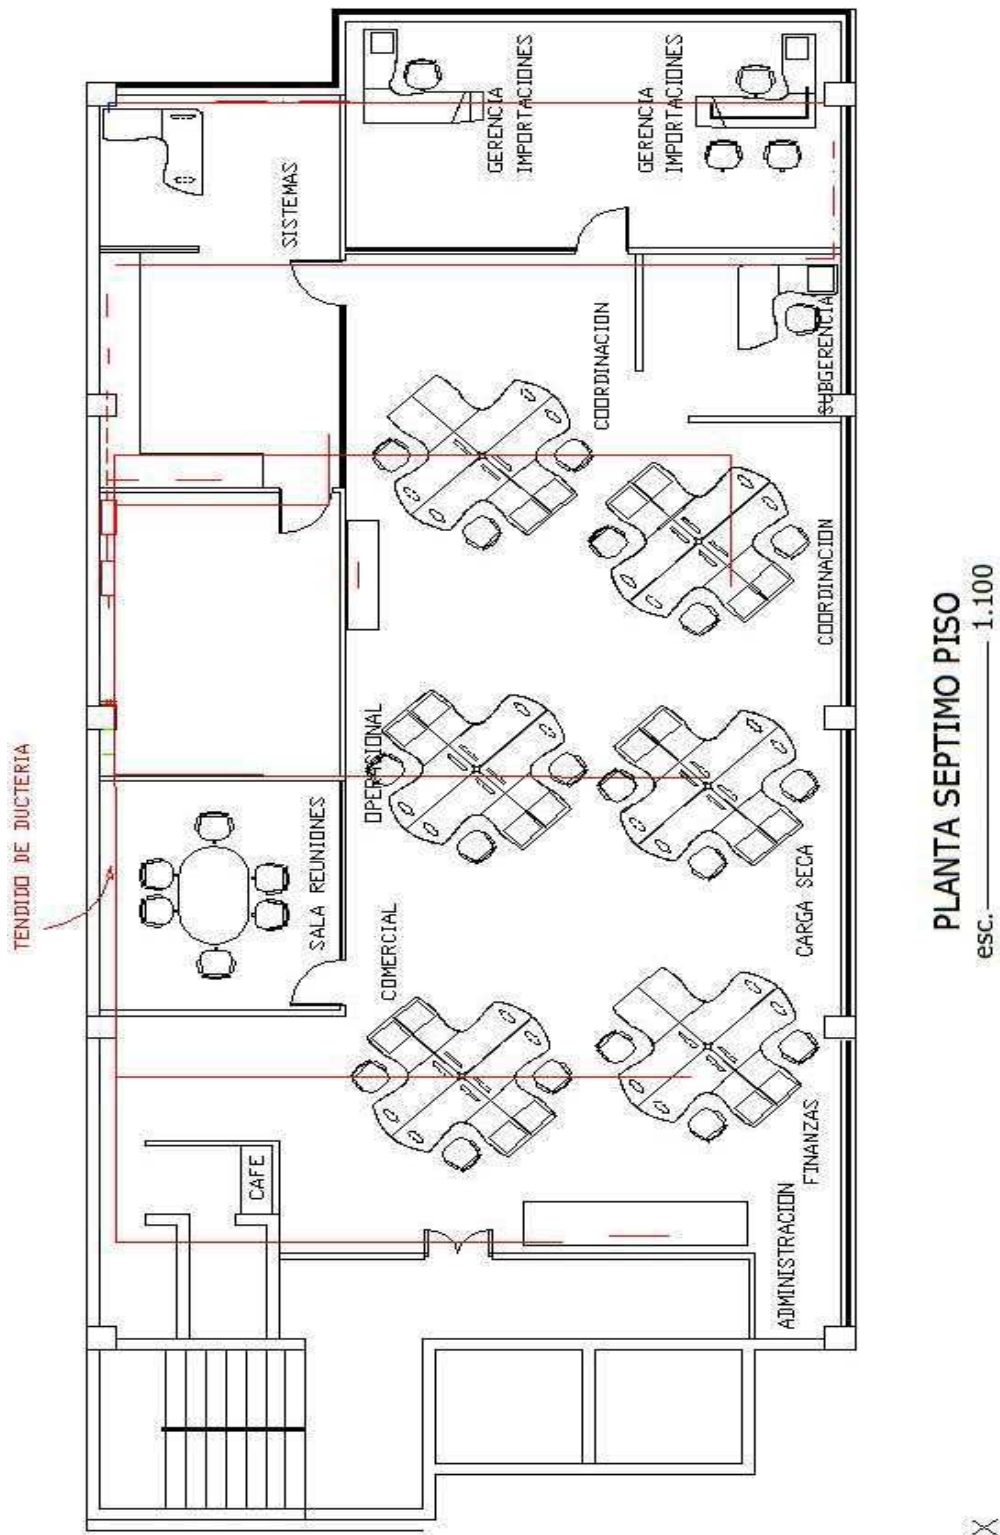 TENDIDO DE DUCTERIA
CAFE
SALA REUNIONES
SISTEMAS
COMERCIAL
OPERACIONAL
GERENCIA
IMPORTACIONES
COORDINACION
GERENCIA
IMPORTACIONES
ADMINISTRACION
FINANZAS
CARGA SECA
COORDINACION
SUBGERENCIA
PLANTA SEPTIMO PISO
esc. 1.100